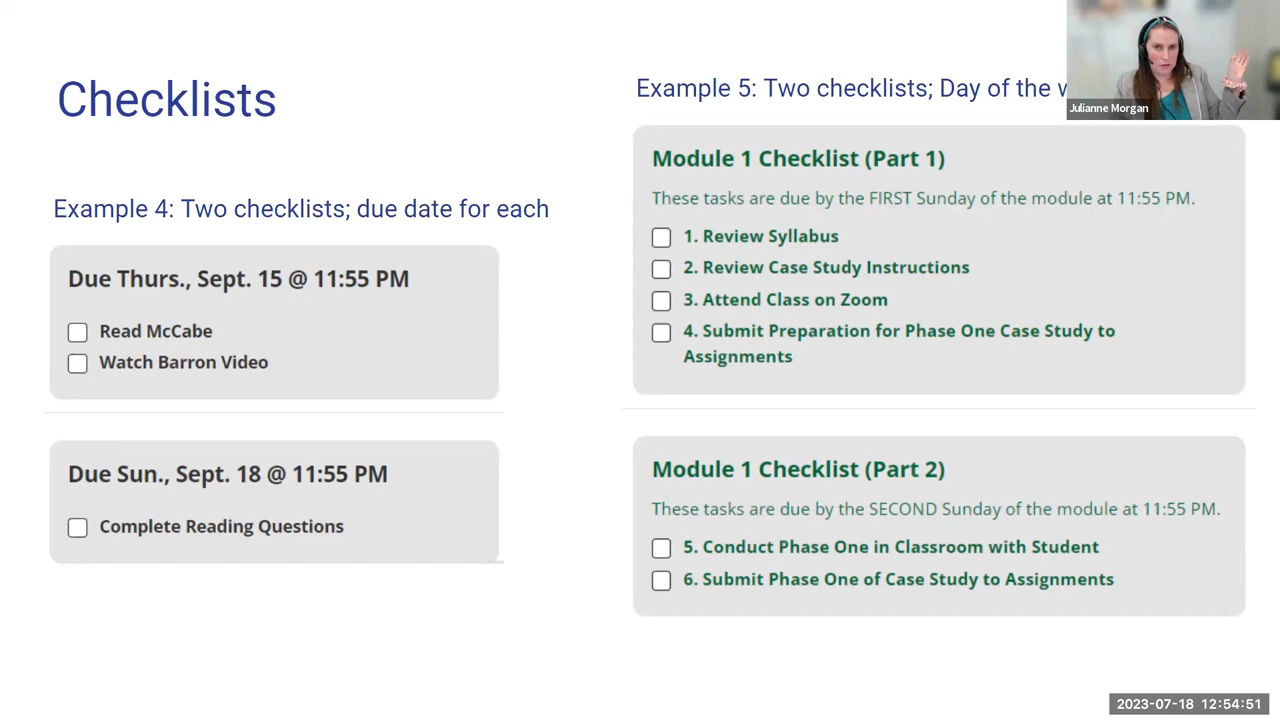 Checklists
Example 4: Two checklists; due date for each
Due Thurs., Sept. 15 @ 11:55 PM
Read McCabe
Watch Barron Video
Due Sun., Sept. 18 @ 11:55 PM
Complete Reading Questions
Example 5: Two checklists; Day of the
Julianne Morgan
Module 1 Checklist (Part 1)
These tasks are due by the FIRST Sunday of the module at 11:55 PM.
1. Review Syllabus
2. Review Case Study Instructions
3. Attend Class on Zoom
4. Submit Preparation for Phase One Case Study to
Assignments
Module 1 Checklist (Part 2)
These tasks are due by the SECOND Sunday of the module at 11:55 PM.
5. Conduct Phase One in Classroom with Student
6. Submit Phase One of Case Study to Assignments
2023-07-18 12:54:51